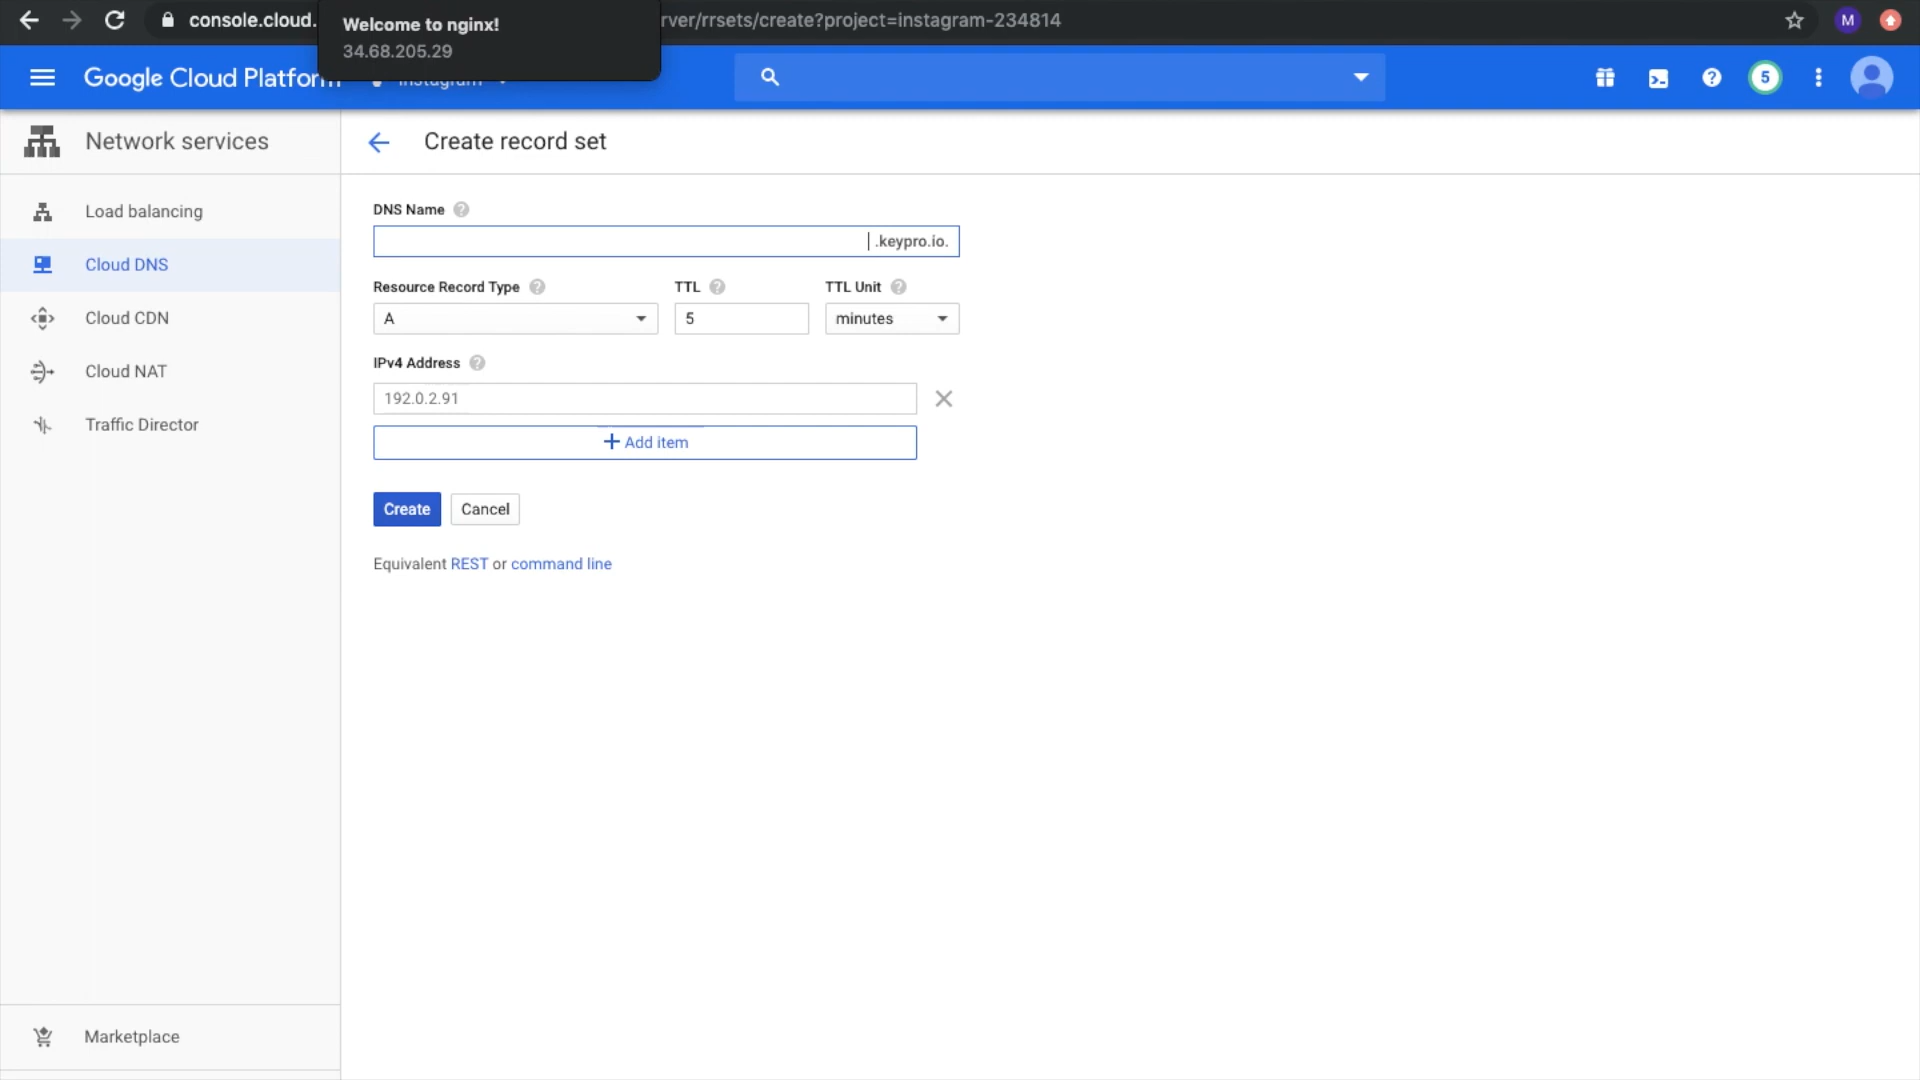 console.cloud.
Welcome to nginx!
34.68.205.29
rver/rrsets/create?project=instagram-234814
M
Google Cloud Platform
5
Network services
Create record set
Load balancing
Cloud DNS
Cloud CDN
Cloud NAT
Traffic Director
DNS Name
.keypro.io.
Resource Record Type
TTL
TTL Unit
A
5
minutes
IPv4 Address
192.0.2.91
Add item
Create
Cancel
Equivalent REST or command line
Marketplace